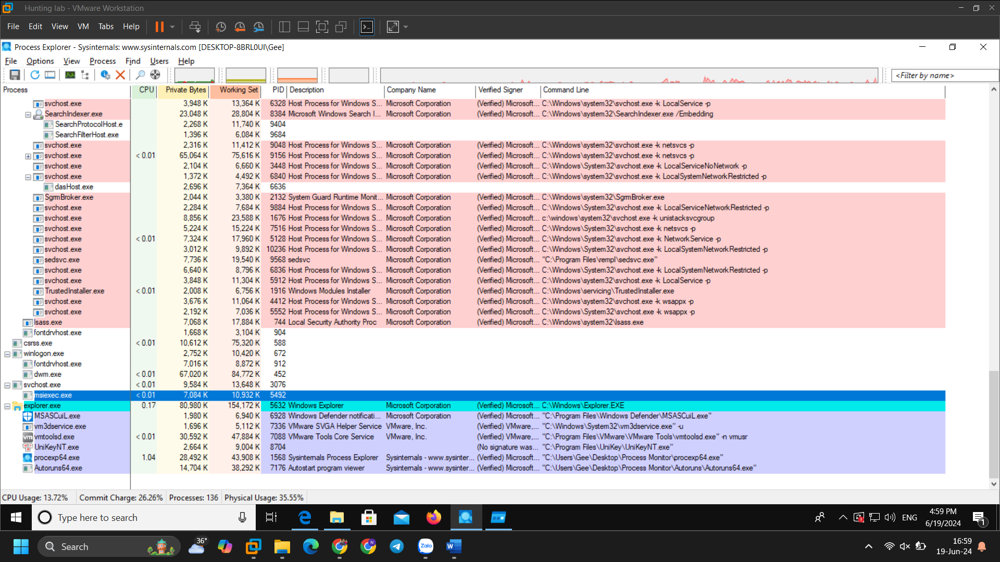 Hunting lab - VMware Workstation
File Edit View VM Tabs Help
Process Explorer - Sysinternals: www.sysinternals.com [DESKTOP-8BRL0UI\Gee]
File Options View Process Find Users Help
<Filter by name>
Process CPU Private Bytes Working Set PID Description Company Name Verified Signer Command Line
svchost.exe 3,948 K 13,364 K 6328 Host Process for Windows S... Microsoft Corporation (Verified) Microsoft... C:\Windows\system32\svchost.exe -k LocalService -p
SearchIndexer.exe 23,048 K 28,804 K 8384 Microsoft Windows Search I... Microsoft Corporation (Verified) Microsoft... C:\Windows\system32\SearchIndexer.exe /Embedding
SearchProtocolHost.e 2,268 K 11,740 K 9404
SearchFilterHost.exe 1,396 K 6,084 K 9684
svchost.exe 2,316 K 11,412 K 9048 Host Process for Windows S... Microsoft Corporation (Verified) Microsoft... C:\Windows\system32\svchost.exe -k netsvcs -p
svchost.exe < 0.01 65,064 K 75,616 K 9156 Host Process for Windows S... Microsoft Corporation (Verified) Microsoft... C:\Windows\system32\svchost.exe -k netsvcs -p
svchost.exe 2,104 K 6,660 K 3448 Host Process for Windows S... Microsoft Corporation (Verified) Microsoft... C:\Windows\System32\svchost.exe -k LocalServiceNoNetwork -p
svchost.exe 1,372 K 4,492 K 6840 Host Process for Windows S... Microsoft Corporation (Verified) Microsoft... C:\Windows\System32\svchost.exe -k LocalSystemNetworkRestricted -p
dasHost.exe 2,696 K 7,364 K 6636
SgrmBroker.exe 2,044 K 3,380 K 2132 System Guard Runtime Monit... Microsoft Corporation (Verified) Microsoft... C:\Windows\system32\SgrmBroker.exe
svchost.exe 2,284 K 7,684 K 9884 Host Process for Windows S... Microsoft Corporation (Verified) Microsoft... C:\Windows\System32\svchost.exe -k LocalServiceNetworkRestricted -p
svchost.exe 8,856 K 23,588 K 1676 Host Process for Windows S... Microsoft Corporation (Verified) Microsoft... c:\windows\system32\svchost.exe -k unistacksvcgroup
svchost.exe 5,224 K 15,224 K 7516 Host Process for Windows S... Microsoft Corporation (Verified) Microsoft... C:\Windows\System32\svchost.exe -k netsvcs -p
svchost.exe < 0.01 7,324 K 17,960 K 5128 Host Process for Windows S... Microsoft Corporation (Verified) Microsoft... C:\Windows\System32\svchost.exe -k NetworkService -p
svchost.exe 3,012 K 9,892 K 10236 Host Process for Windows S... Microsoft Corporation (Verified) Microsoft... C:\Windows\system32\svchost.exe -k LocalSystemNetworkRestricted -p
sedsvc.exe 7,736 K 19,540 K 9568 sedsvc Microsoft Corporation (Verified) Microsoft... "C:\Program Files\rempl\sedsvc.exe"
svchost.exe 6,640 K 8,796 K 6836 Host Process for Windows S... Microsoft Corporation (Verified) Microsoft... C:\Windows\system32\svchost.exe -k LocalSystemNetworkRestricted -p
svchost.exe 3,848 K 11,304 K 5912 Host Process for Windows S... Microsoft Corporation (Verified) Microsoft... C:\Windows\system32\svchost.exe -k LocalService -p
TrustedInstaller.exe < 0.01 2,008 K 6,756 K 1916 Windows Modules Installer Microsoft Corporation (Verified) Microsoft... C:\Windows\servicing\TrustedInstaller.exe
svchost.exe 3,676 K 11,064 K 4412 Host Process for Windows S... Microsoft Corporation (Verified) Microsoft... C:\Windows\system32\svchost.exe -k wsappx -p
svchost.exe 2,192 K 7,036 K 5552 Host Process for Windows S... Microsoft Corporation (Verified) Microsoft... C:\Windows\System32\svchost.exe -k wsappx -p
lsass.exe 7,068 K 17,884 K 744 Local Security Authority Proc Microsoft Corporation (Verified) Microsoft... C:\Windows\system32\lsass.exe
fontdrvhost.exe 1,668 K 3,104 K 904
csrss.exe < 0.01 10,612 K 75,320 K 588
winlogon.exe 2,752 K 10,420 K 672
fontdrvhost.exe 7,016 K 8,872 K 912
dwm.exe < 0.01 67,020 K 84,772 K 452
svchost.exe < 0.01 9,584 K 13,648 K 3076
msiexec.exe < 0.01 7,084 K 10,932 K 5492
explorer.exe 0.17 80,980 K 154,172 K 5632 Windows Explorer Microsoft Corporation (Verified) Microsoft... C:\Windows\Explorer.EXE
MSASCuiL.exe 1,980 K 6,940 K 6928 Windows Defender notificati... Microsoft Corporation (Verified) Microsoft... "C:\Program Files\Windows Defender\MSASCuiL.exe"
vm3dservice.exe 1,696 K 5,112 K 7336 VMware SVGA Helper Service VMware, Inc. (Verified) VMware,... "C:\Windows\System32\vm3dservice.exe" -u
vmtoolsd.exe < 0.01 30,592 K 47,884 K 7088 VMware Tools Core Service VMware, Inc. (Verified) VMware,... "C:\Program Files\VMware\VMware Tools\vmtoolsd.exe" -n vmusr
UniKeyNT.exe 2,664 K 9,004 K 8704 (No signature was... "C:\Program Files\UniKey\UniKeyNT.exe"
procexp64.exe 1.04 28,492 K 43,908 K 1568 Sysinternals Process Explorer Sysinternals - www.sysinter... (Verified) Microsoft... "C:\Users\Gee\Desktop\Process Monitor\procexp64.exe"
Autoruns64.exe 14,704 K 38,292 K 7176 Autostart program viewer Sysinternals - www.sysinter... (Verified) Microsoft... "C:\Users\Gee\Desktop\Process Monitor\Autoruns\Autoruns64.exe"
CPU Usage: 13.72% Commit Charge: 26.26% Processes: 136 Physical Usage: 35.55%
Type here to search
ENG
4:59 PM
6/19/2024
1
Search
36°
Zalo
16:59
19-Jun-24